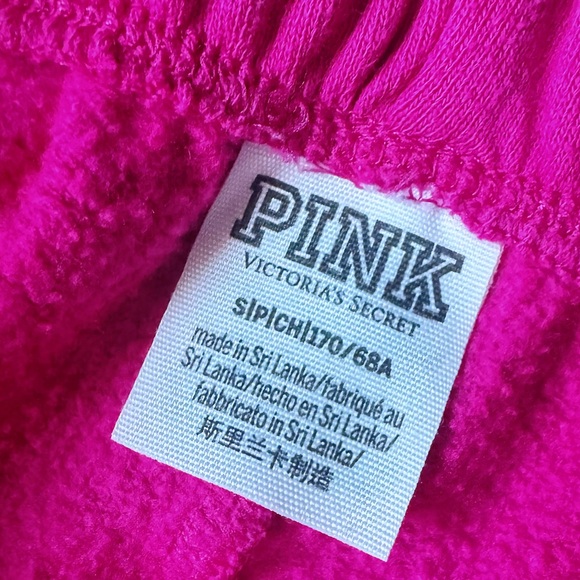 PINK
VICTORIA'S SECRET
S|P|CH|170/68A
made in Sri Lanka/fabriqué au
Sri Lanka/hecho en Sri Lanka/
fabbricato in Sri Lanka/
斯里兰卡制造